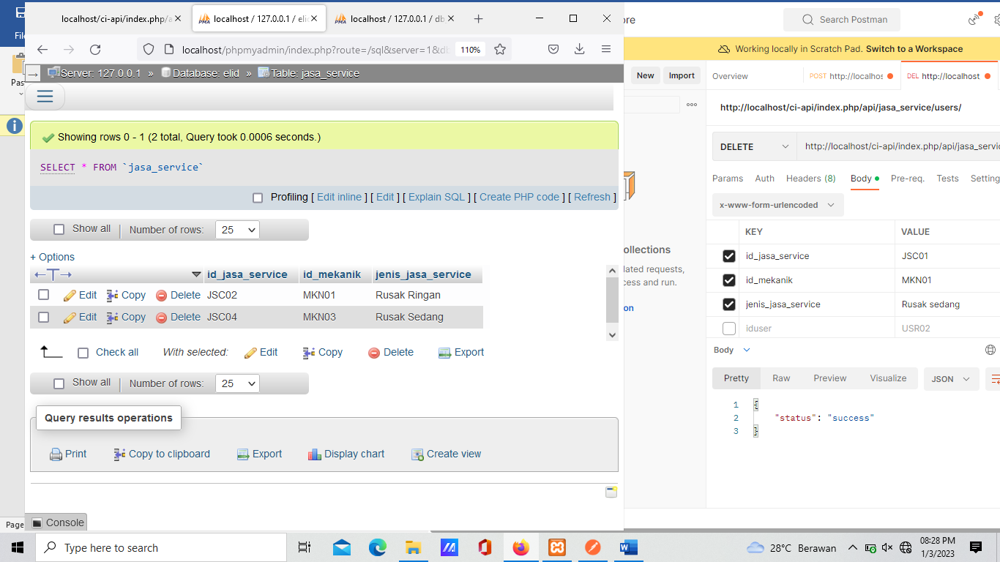 localhost/ci-api/index.php/a
localhost / 127.0.0.1 / eli
localhost / 127.0.0.1 / db
localhost/phpmyadmin/index.php?route=/sql&server=1&db
110%
Server: 127.0.0.1 » Database: elid » Table: jasa_service
Showing rows 0 - 1 (2 total, Query took 0.0006 seconds.)
SELECT * FROM `jasa_service`
Profiling [ Edit inline ] [ Edit ] [ Explain SQL ] [ Create PHP code ] [ Refresh ]
Show all Number of rows: 25
+ Options
id_jasa_service id_mekanik jenis_jasa_service
Edit Copy Delete JSC02 MKN01 Rusak Ringan
Edit Copy Delete JSC04 MKN03 Rusak Sedang
Check all With selected: Edit Copy Delete Export
Show all Number of rows: 25
Query results operations
Print Copy to clipboard Export Display chart Create view
Console
Fil
Pas
Page
ore
Search Postman
Working locally in Scratch Pad. Switch to a Workspace
New Import
Overview
POST http://localhos
DEL http://localhost
http://localhost/ci-api/index.php/api/jasa_service/users/
DELETE
http://localhost/ci-api/index.php/api/jasa_servic
Params Auth Headers (8) Body Pre-req. Tests Setting
x-www-form-urlencoded
KEY VALUE
id_jasa_service JSC01
id_mekanik MKN01
jenis_jasa_service Rusak sedang
iduser USR02
ollections
lated requests,
cess and run.
on
Body
Pretty Raw Preview Visualize JSON
1 {
2 "status": "success"
3 }
Type here to search
28°C Berawan
08:28 PM
1/3/2023